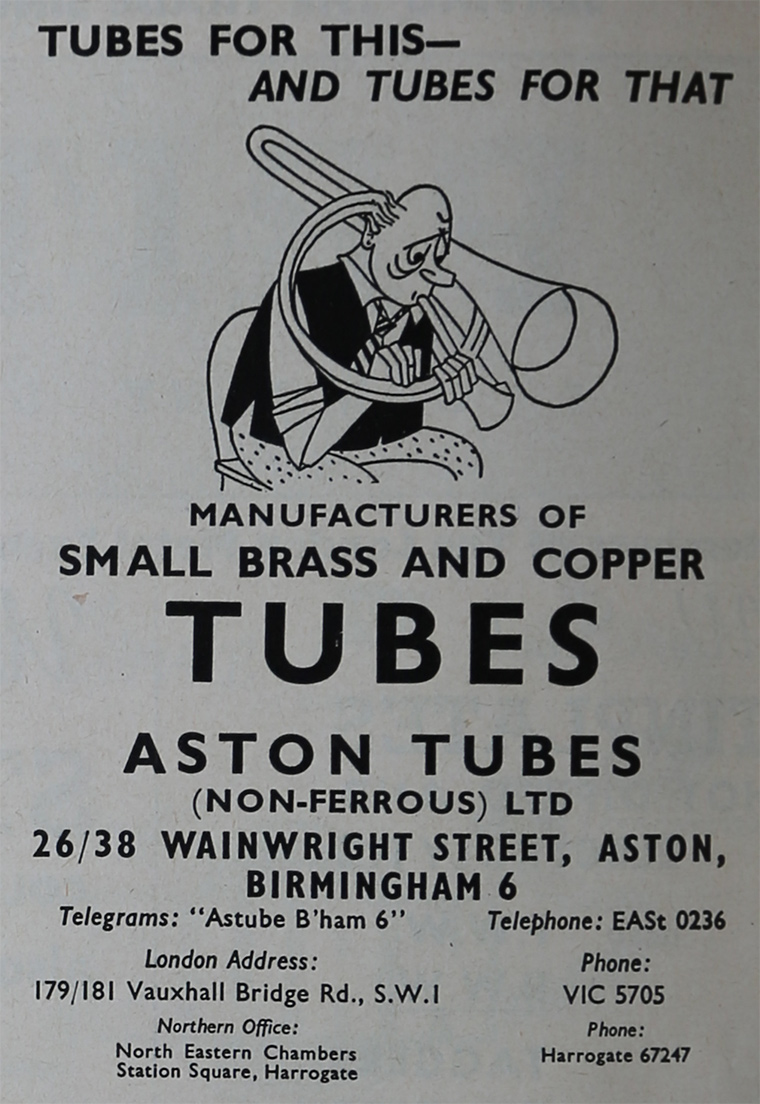 TUBES FOR THIS—
AND TUBES FOR THAT
MANUFACTURERS OF
SMALL BRASS AND COPPER
TUBES
ASTON TUBES
(NON-FERROUS) LTD
26/38 WAINWRIGHT STREET, ASTON,
BIRMINGHAM 6
Telegrams: “Astube B’ham 6” Telephone: EASt 0236
London Address: Phone:
179/181 Vauxhall Bridge Rd., S.W.1 VIC 5705
Northern Office: Phone:
North Eastern Chambers Harrogate 67247
Station Square, Harrogate